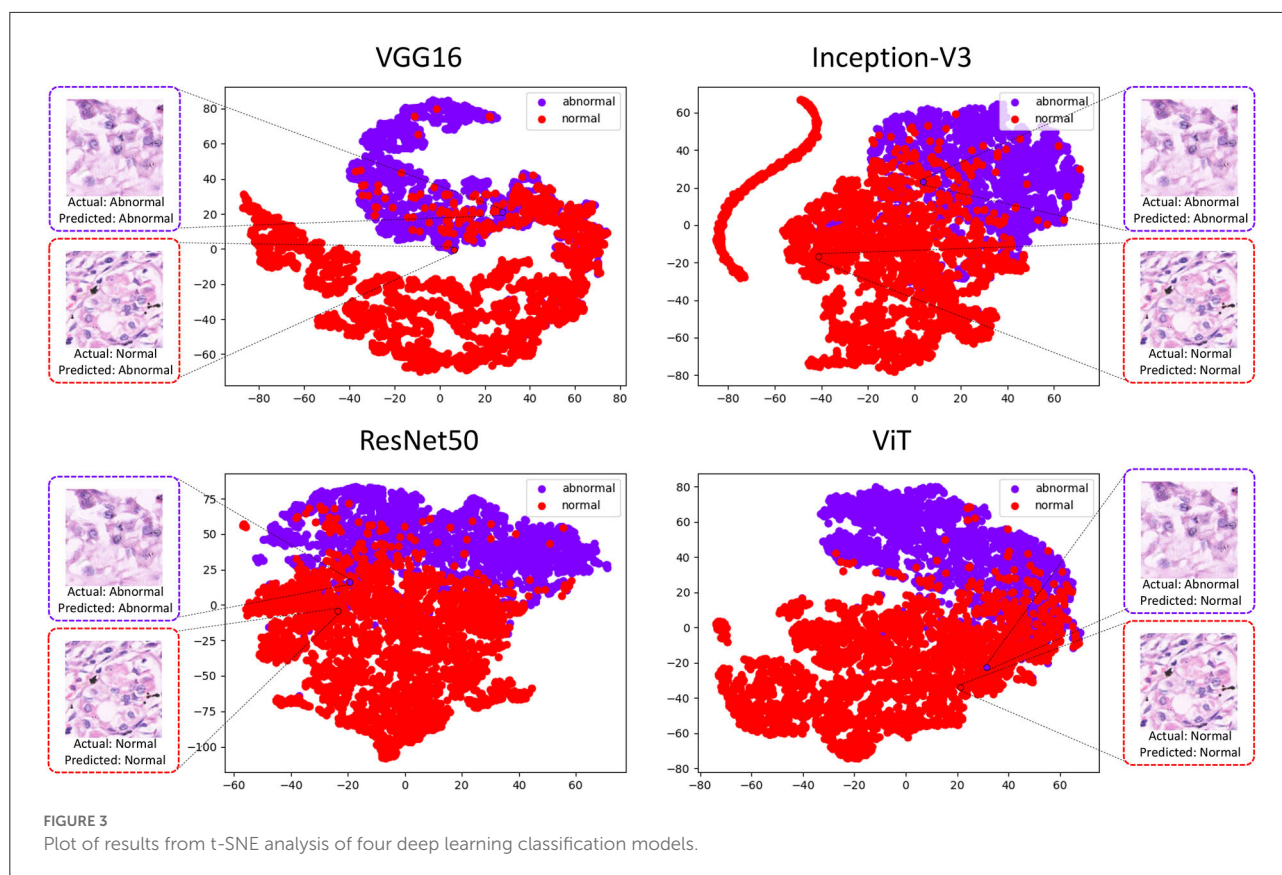 VGG16
Inception-V3
Actual: Abnormal
Predicted: Abnormal
Actual: Normal
Predicted: Abnormal
80
60
40
20
0
−20
−40
−60
−80
−60
−40
−20
0
20
40
60
80
abnormal
normal
60
40
20
0
−20
−40
−60
−80
−80
−60
−40
−20
0
20
40
60
80
abnormal
normal
Actual: Abnormal
Predicted: Abnormal
Actual: Normal
Predicted: Normal
ResNet50
ViT
Actual: Abnormal
Predicted: Abnormal
Actual: Normal
Predicted: Normal
75
50
25
0
−25
−50
−75
−100
−60
−40
−20
0
20
40
60
abnormal
normal
80
60
40
20
0
−20
−40
−60
−80
−80
−60
−40
−20
0
20
40
60
abnormal
normal
Actual: Abnormal
Predicted: Normal
Actual: Normal
Predicted: Normal
FIGURE 3
Plot of results from t-SNE analysis of four deep learning classification models.